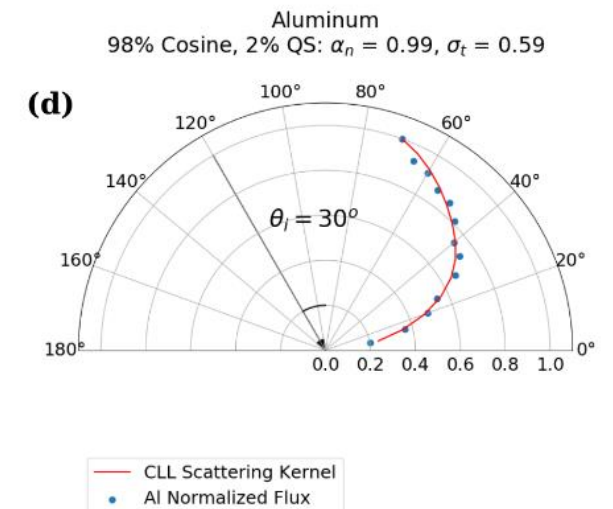 Aluminum
98% Cosine, 2% QS: αₙ = 0.99, σₜ = 0.59
(d)
100° 80°
120° 60°
140° 40°
θᵢ = 30°
160° 20°
180° 0°
0.0 0.2 0.4 0.6 0.8 1.0
CLL Scattering Kernel
Al Normalized Flux